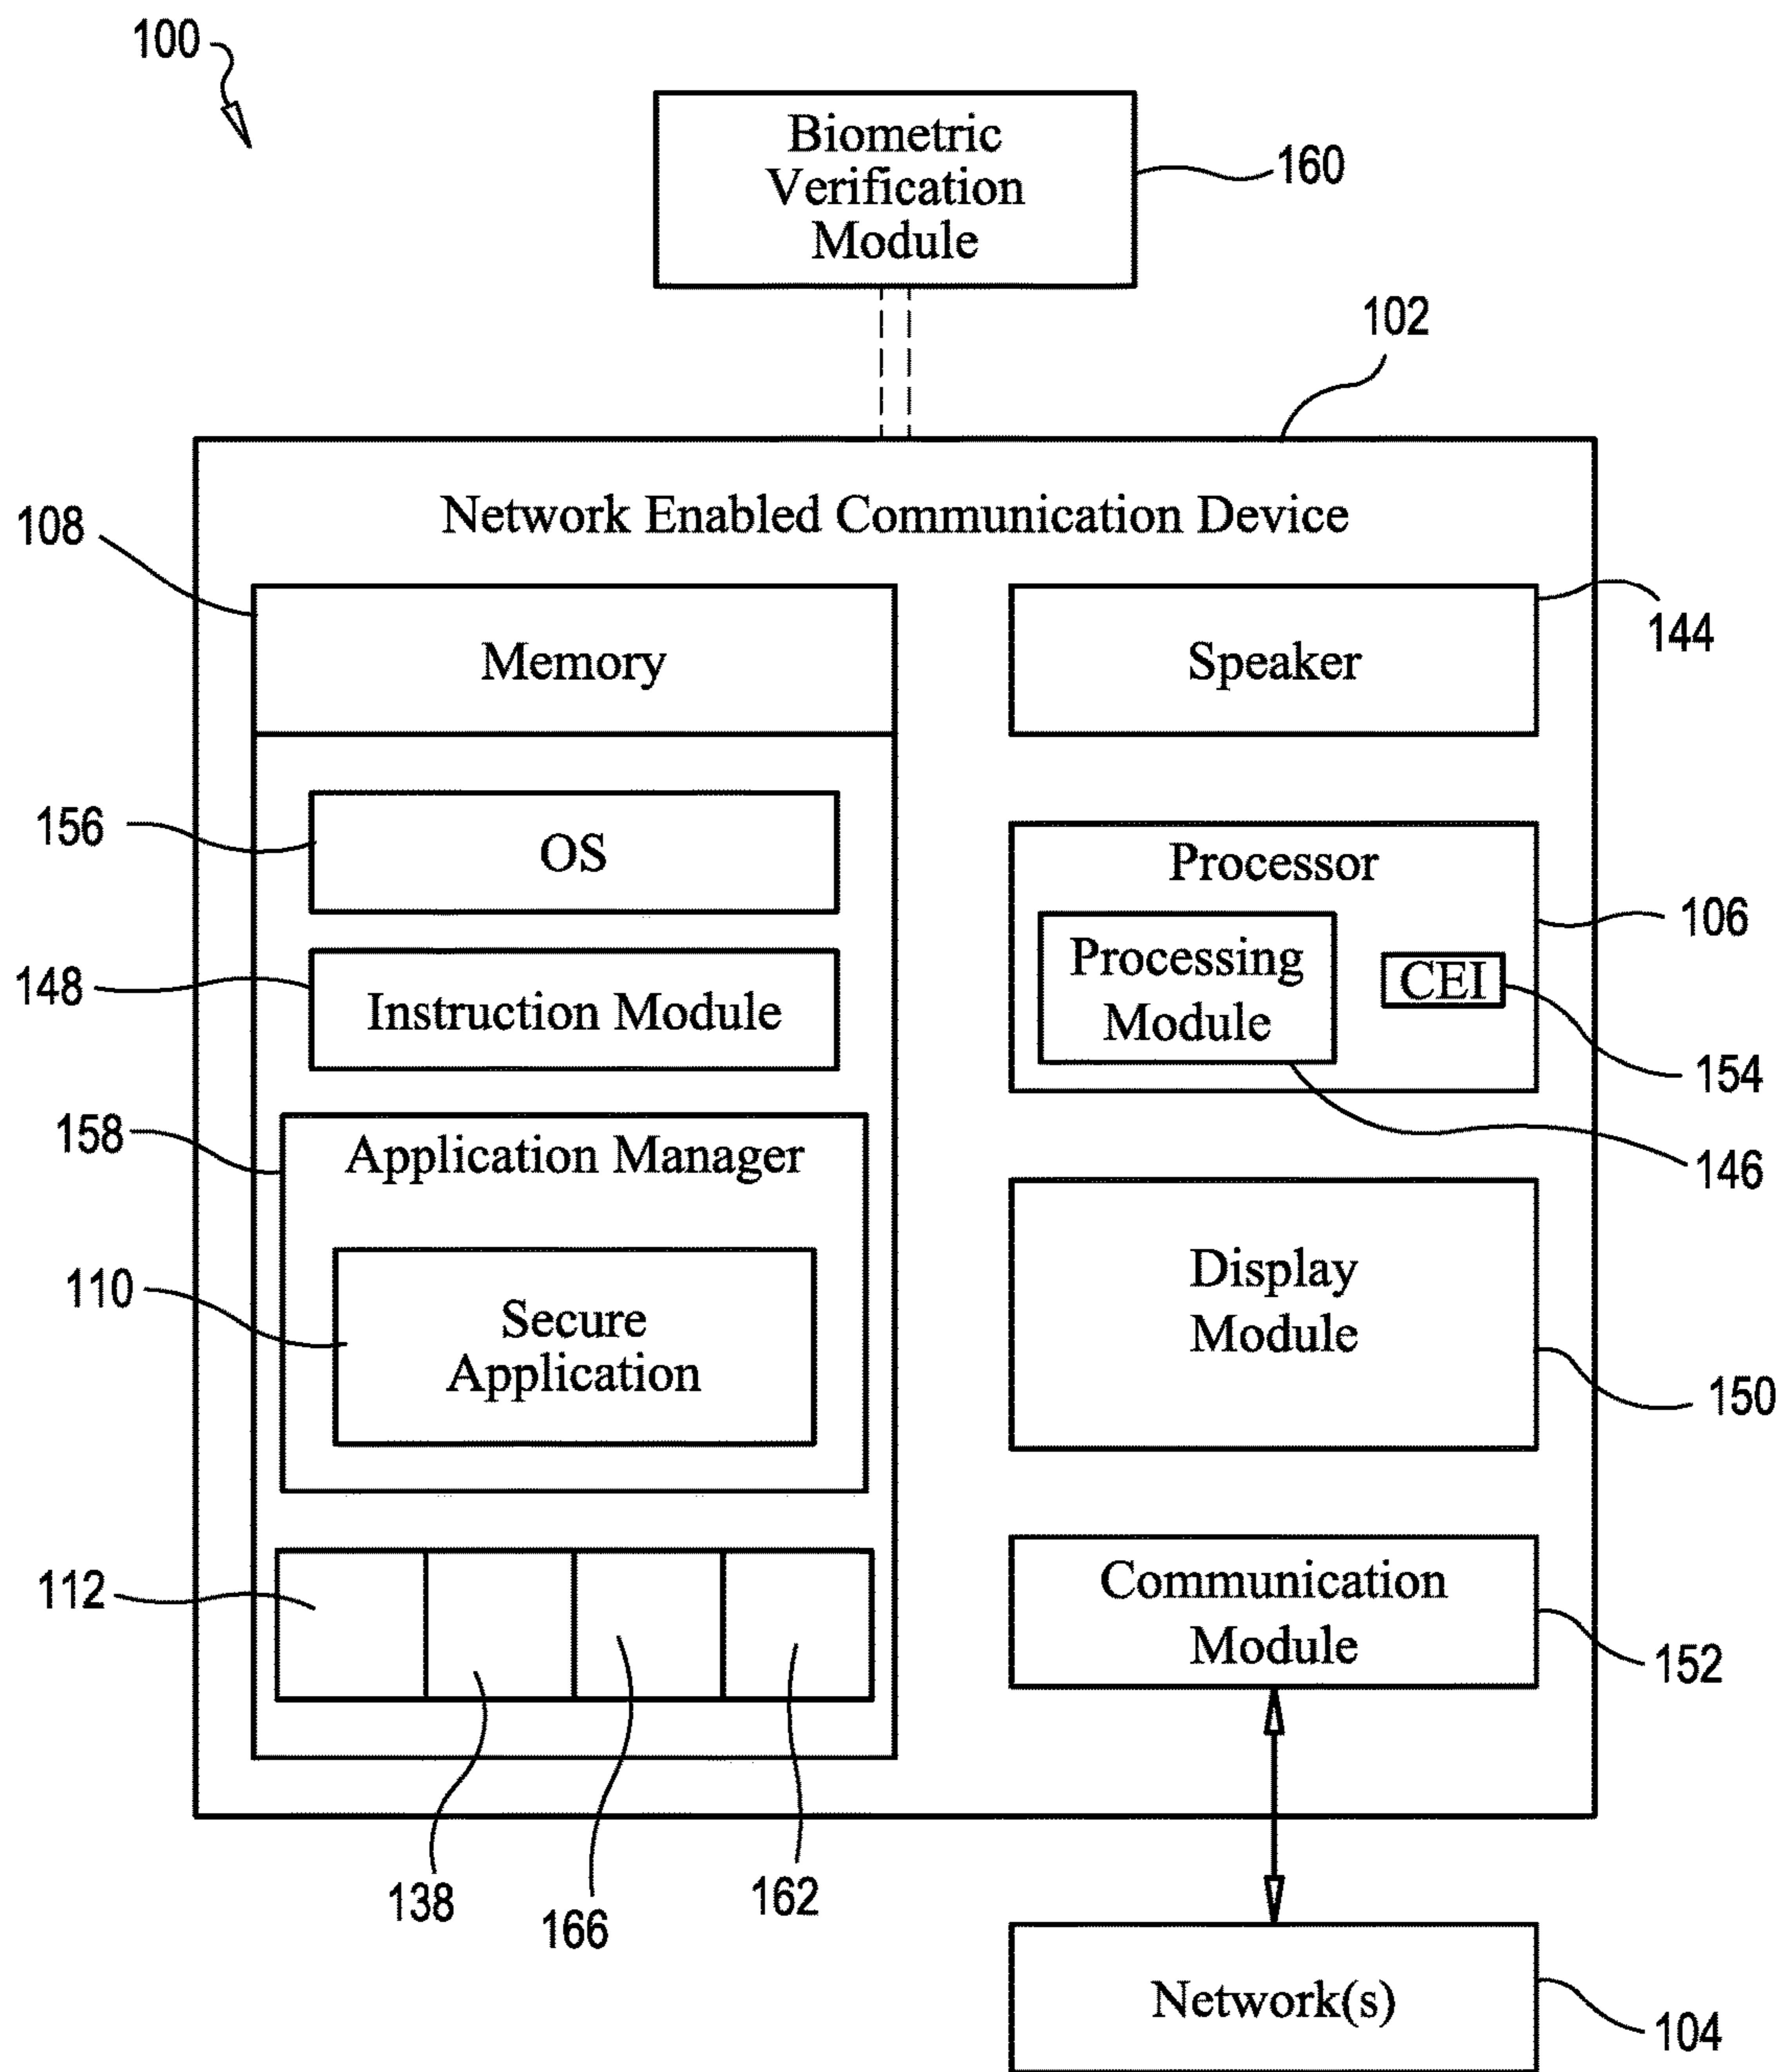 100
Biometric
Verification
Module
160
102
Network Enabled Communication Device
108
Memory
Speaker
144
156
OS
Processor
106
Processing
Module
CEI
154
146
148
Instruction Module
158
Application Manager
110
Secure
Application
Display
Module
150
112
138
166
162
Communication
Module
152
Network(s)
104